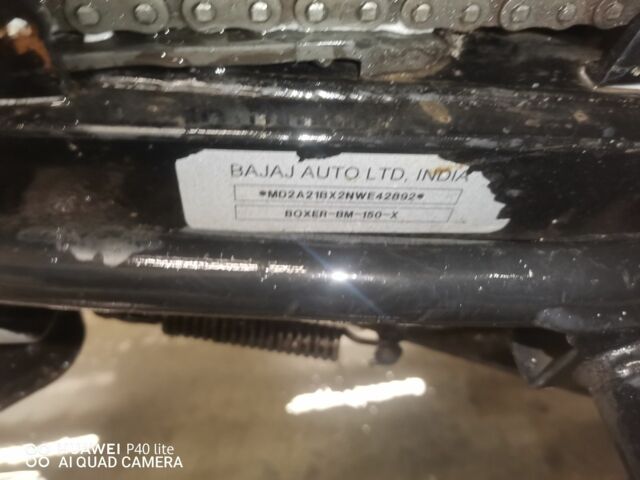 BAJAJ AUTO LTD, INDIA
*MD2A21BX2NWE42892*
BOXER-BM-150-X
HUAWEI P40 lite
AI QUAD CAMERA